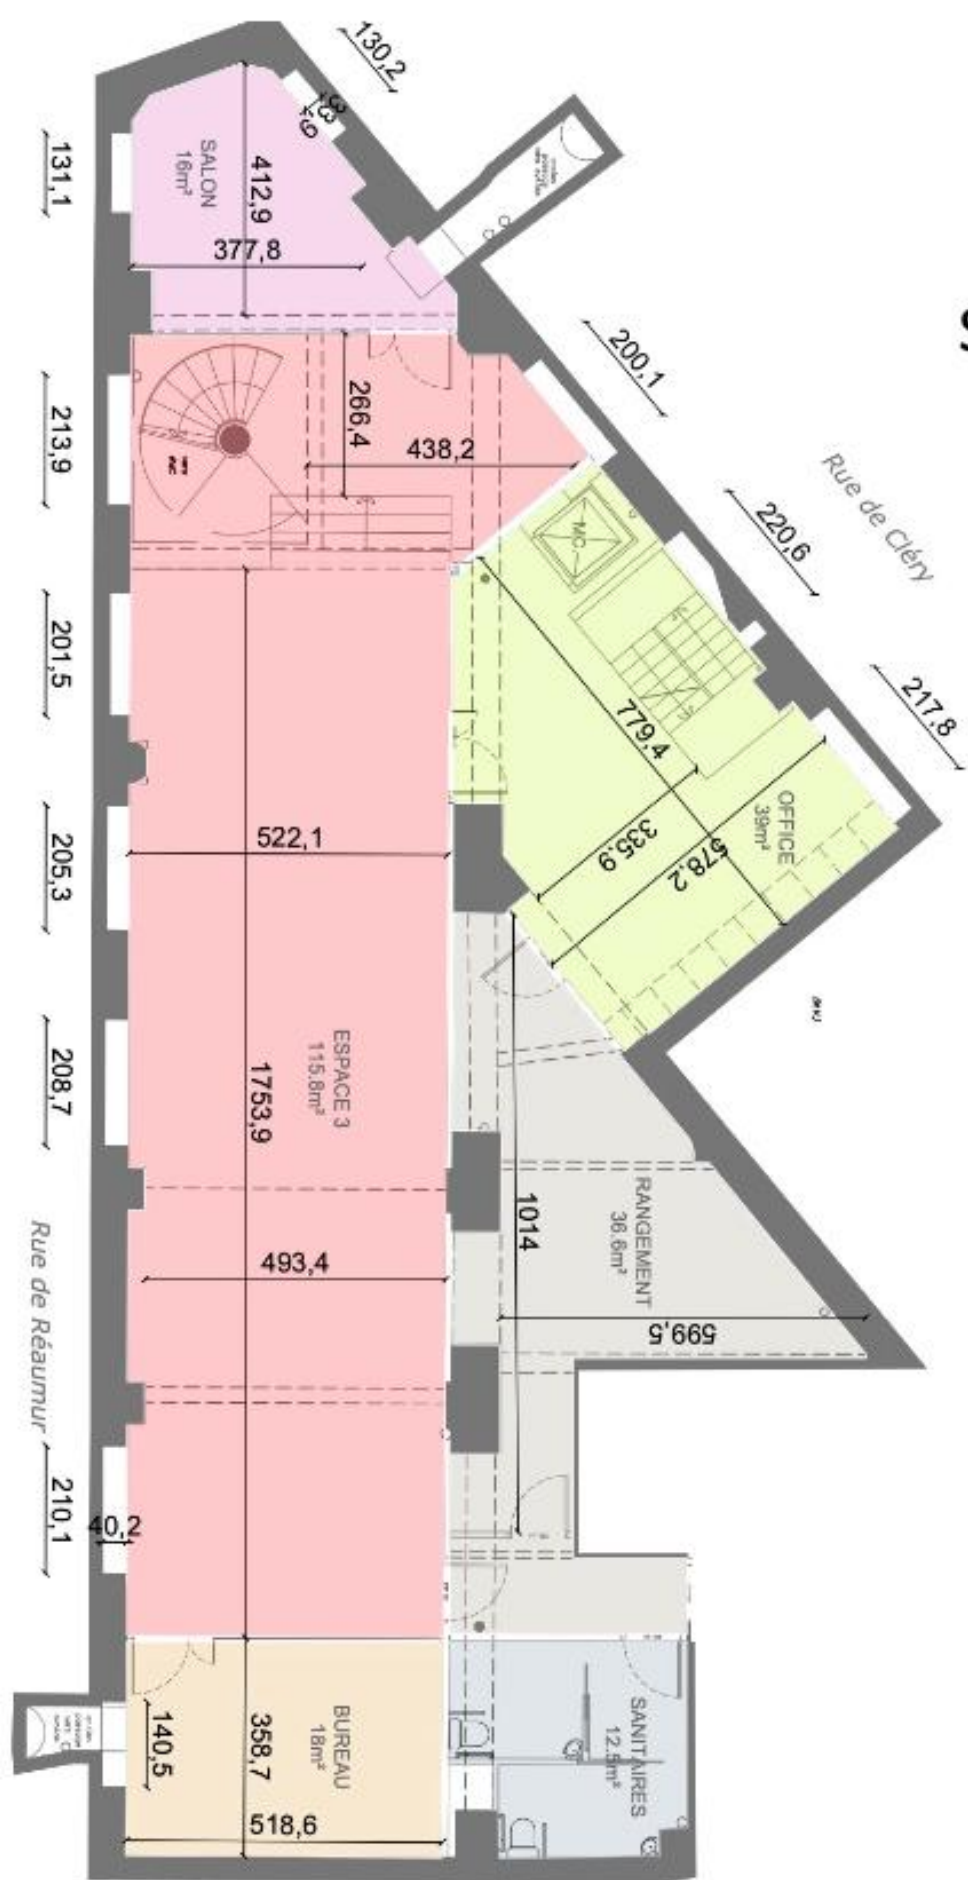 130,2
33,9
131,1
SALON
16m²
412,9
377,8
200,1
266,4
438,2
213,9
Rue de Cléry
220,6
MC
217,8
201,5
779,4
OFFICE
39m²
335,9
578,2
522,1
205,3
208,7
ESPACE 3
115.8m²
1753,9
1014
RANGEMENT
36.6m²
599,5
493,4
Rue de Réaumur
210,1
40,2
BUREAU
18m²
358,7
140,5
518,6
SANITAIRES
12.5m²